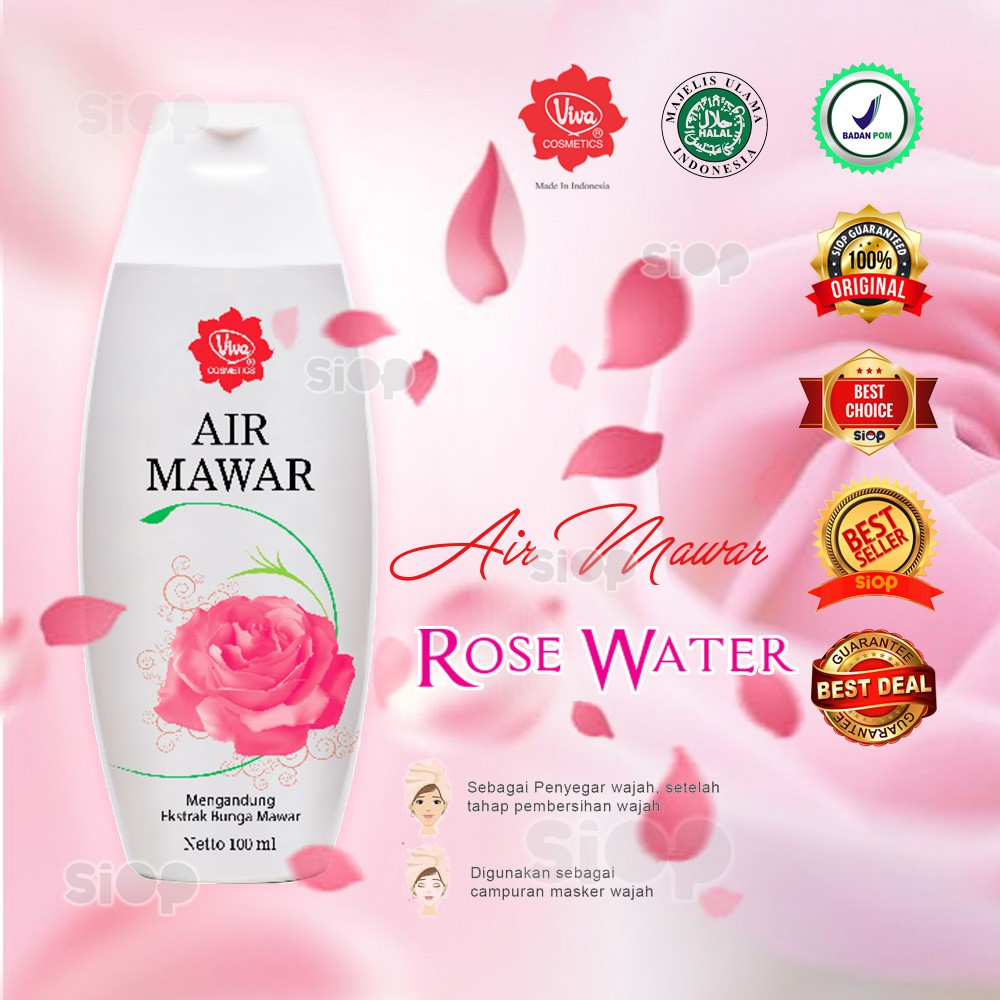 siop
Viva
®
COSMETICS
Made In Indonesia
MAJELIS ULAMA
حلال
HALAL
INDONESIA
BADAN POM
SIOP GUARANTEED
100%
ORIGINAL
siop
Viva
COSMETICS
siop
BEST
CHOICE
siop
AIR
MAWAR
BEST
SELLER
siop
Air Mawar
siop
ROSE WATER
GUARANTEE
BEST DEAL
GUARANTEE
siop
Sebagai Penyegar wajah, setelah
tahap pembersihan wajah
Mengandung
Ekstrak Bunga Mawar
Netto 100 ml
siop
Digunakan sebagai
campuran masker wajah
siop